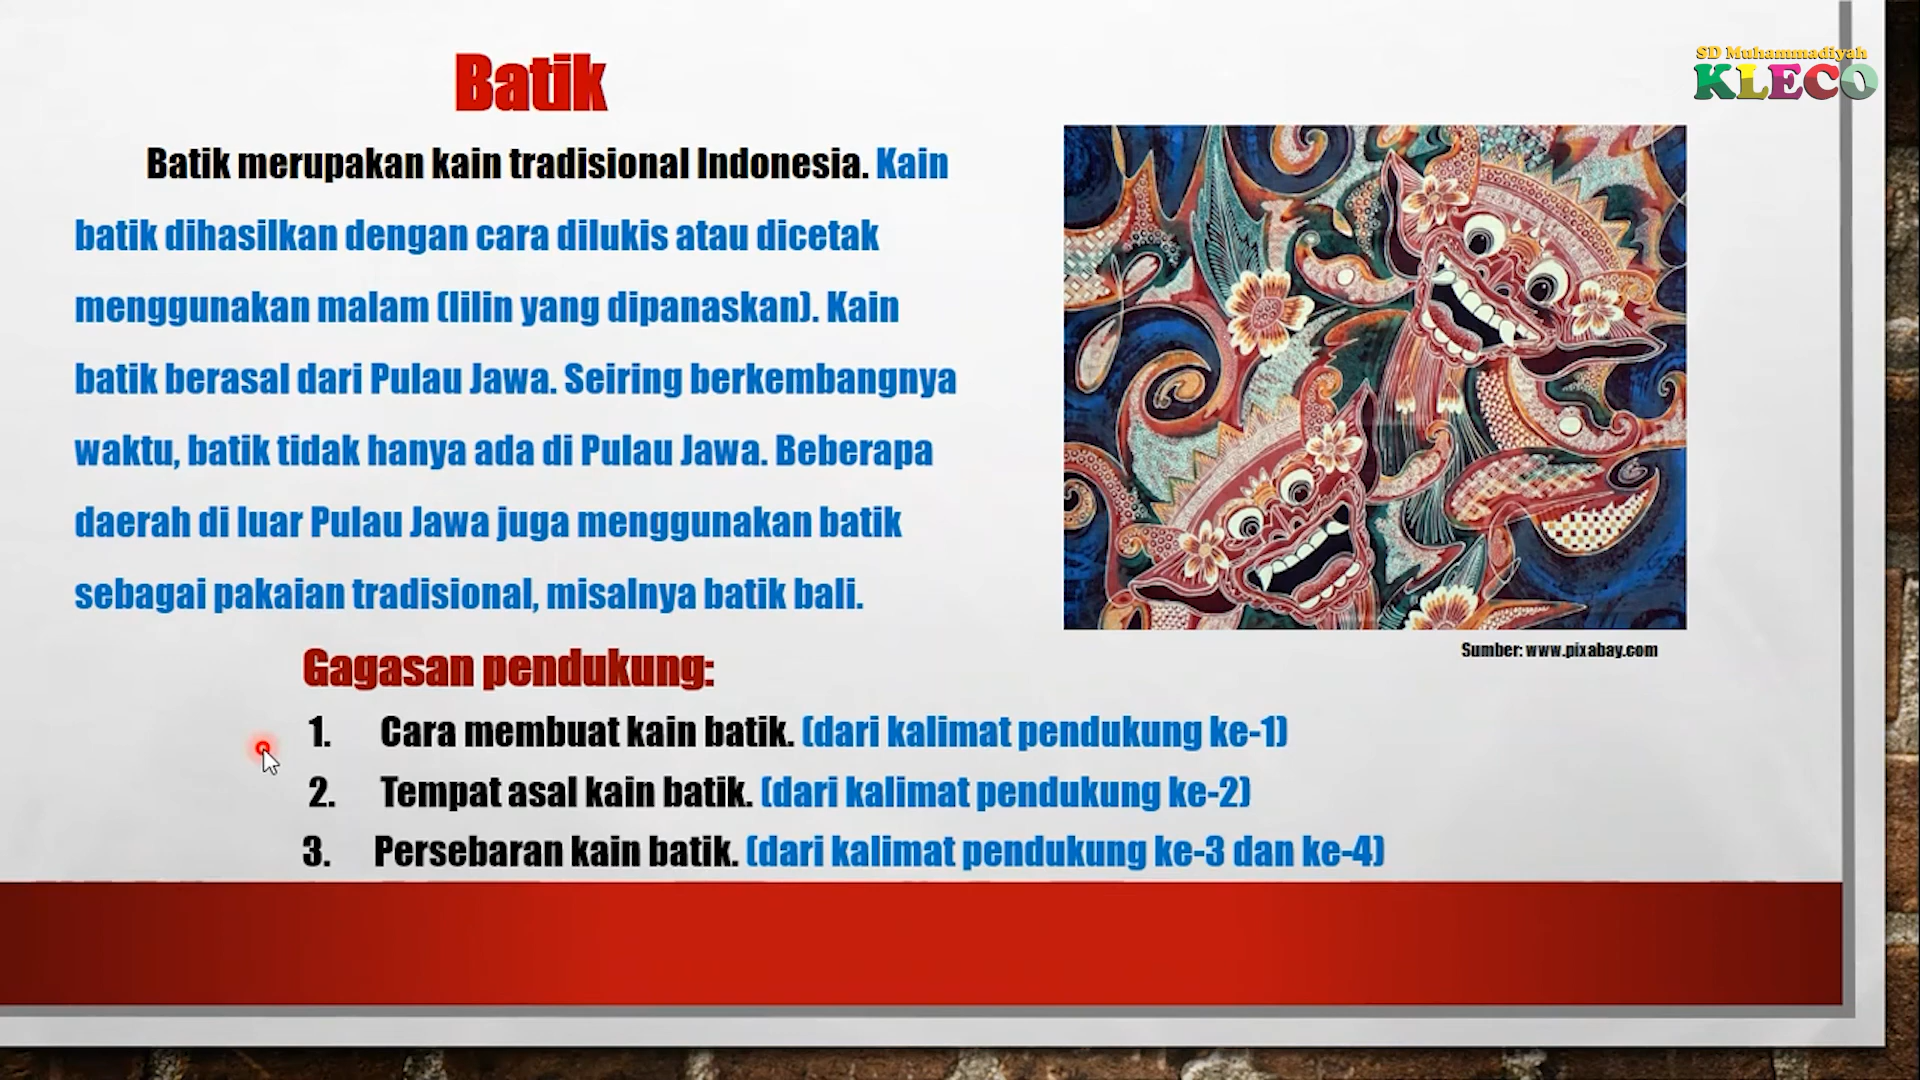 SD Muhammadiyah
KLECO
Batik
Batik merupakan kain tradisional Indonesia. Kain
batik dihasilkan dengan cara dilukis atau dicetak
menggunakan malam (lilin yang dipanaskan). Kain
batik berasal dari Pulau Jawa. Seiring berkembangnya
waktu, batik tidak hanya ada di Pulau Jawa. Beberapa
daerah di luar Pulau Jawa juga menggunakan batik
sebagai pakaian tradisional, misalnya batik bali.
Sumber: www.pixabay.com
Gagasan pendukung:
1. Cara membuat kain batik. (dari kalimat pendukung ke-1)
2. Tempat asal kain batik. (dari kalimat pendukung ke-2)
3. Persebaran kain batik. (dari kalimat pendukung ke-3 dan ke-4)